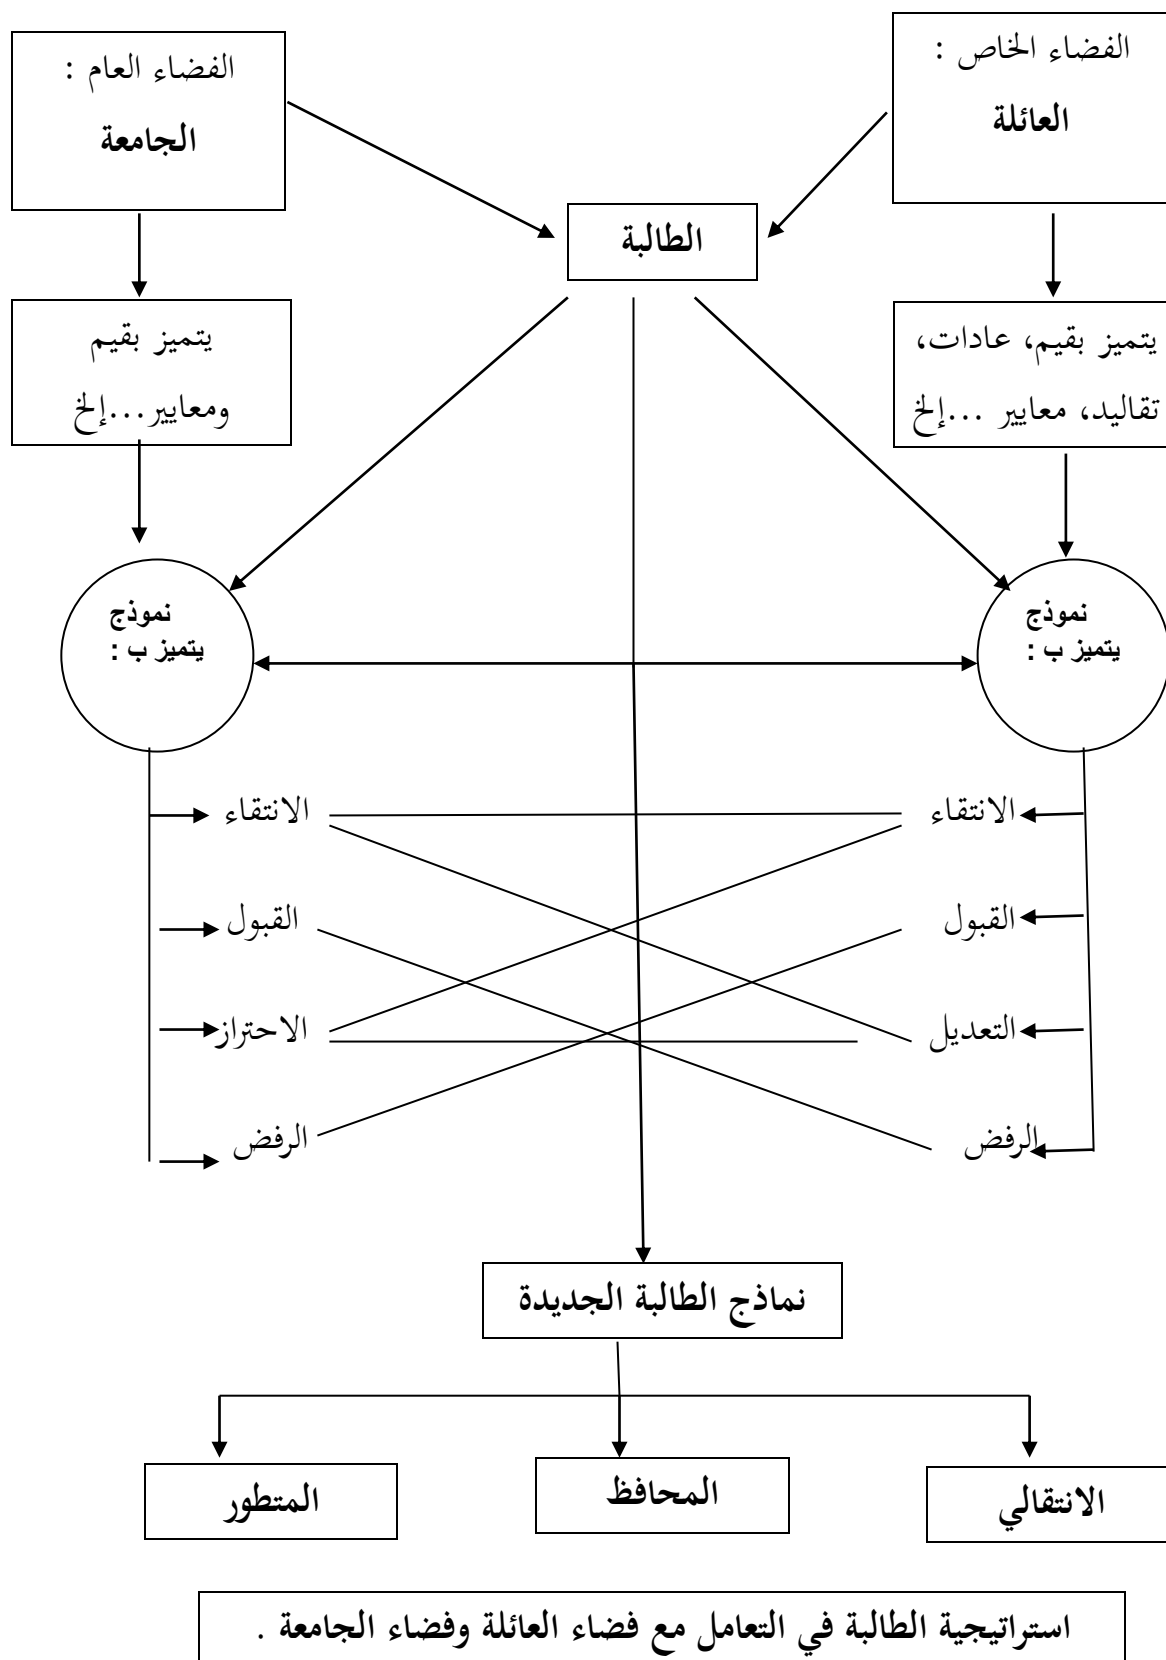 الفضاء الخاص :
العائلة
الفضاء العام :
الجامعة
الطالبة
يتميز بقيم، عادات،
تقاليد، معايير ...إلخ
يتميز بقيم
ومعايير...إلخ
نموذج
يتميز ب :
نموذج
يتميز ب :
الانتقاء
الانتقاء
القبول
القبول
التعديل
الاحتراز
الرفض
الرفض
نماذج الطالبة الجديدة
الانتقالي
المحافظ
المتطور
استراتيجية الطالبة في التعامل مع فضاء العائلة وفضاء الجامعة .